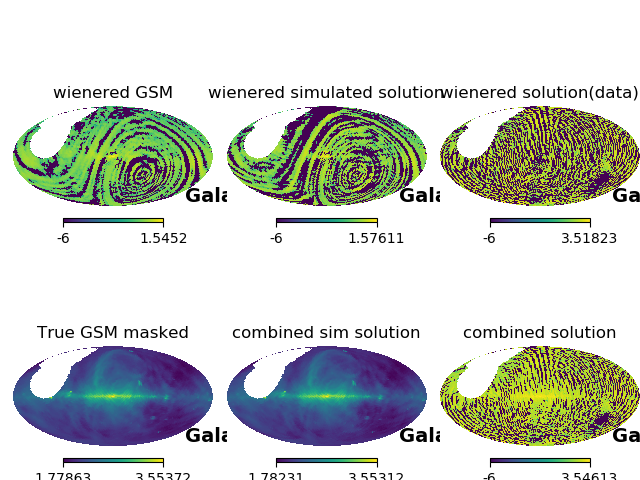 wienered GSM
wienered simulated solution
wienered solution(data)
Gala
Gala
Ga
-6 1.5452
-6 1.57611
-6 3.51823
True GSM masked
combined sim solution
combined solution
Gala
Gala
Ga
1.77863 3.55372
1.78231 3.55312
-6 3.54613